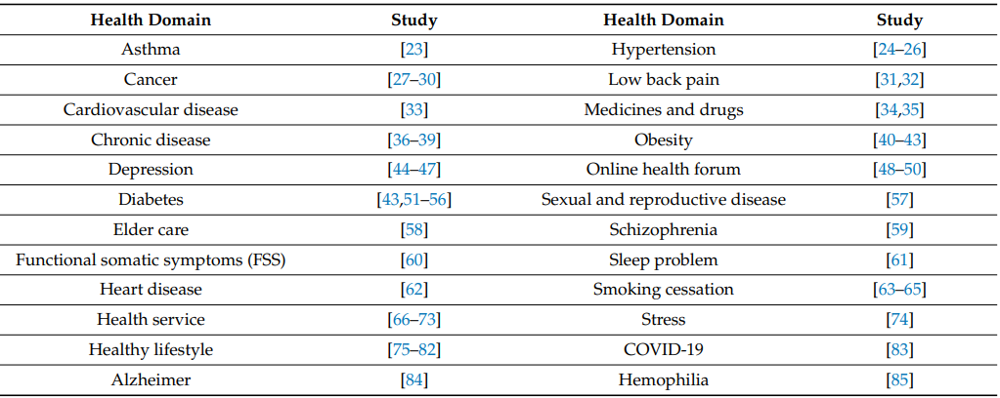 Health Domain Study Health Domain Study
Asthma [23] Hypertension [24–26]
Cancer [27–30] Low back pain [31,32]
Cardiovascular disease [33] Medicines and drugs [34,35]
Chronic disease [36–39] Obesity [40–43]
Depression [44–47] Online health forum [48–50]
Diabetes [43,51–56] Sexual and reproductive disease [57]
Elder care [58] Schizophrenia [59]
Functional somatic symptoms (FSS) [60] Sleep problem [61]
Heart disease [62] Smoking cessation [63–65]
Health service [66–73] Stress [74]
Healthy lifestyle [75–82] COVID-19 [83]
Alzheimer [84] Hemophilia [85]